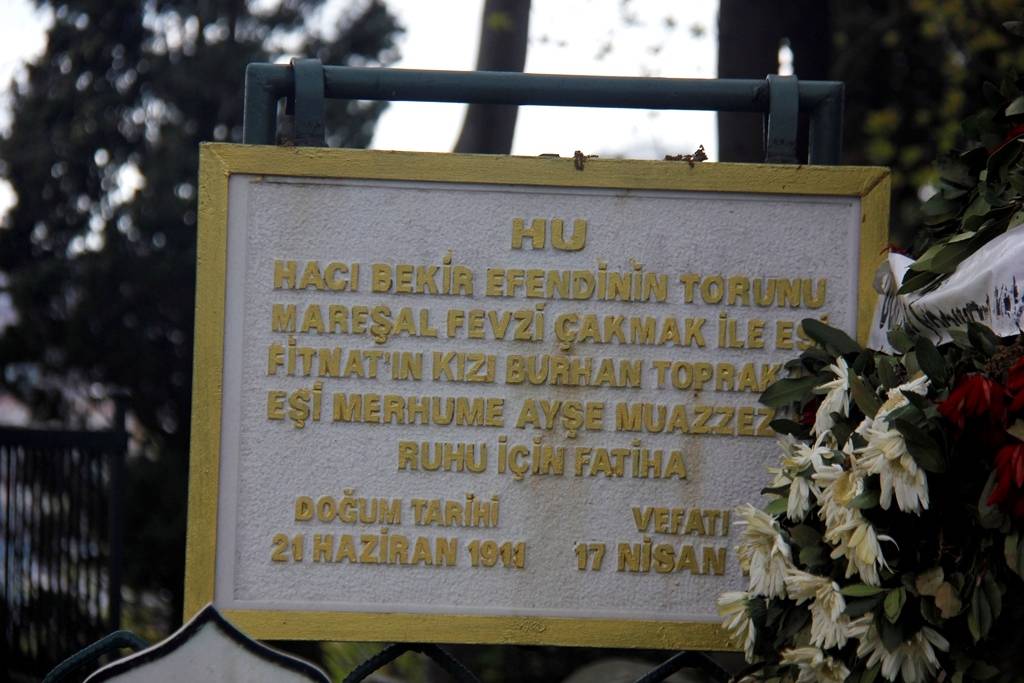 HU
HACI BEKİR EFENDİNİN TORUNU
MAREŞAL FEVZİ ÇAKMAK İLE EŞİ
FİTNAT'IN KIZI BURHAN TOPRAK
EŞİ MERHUME AYŞE MUAZZEZ
RUHU İÇİN FATİHA
DOĞUM TARİHİ VEFATI
21 HAZİRAN 1911 17 NİSAN